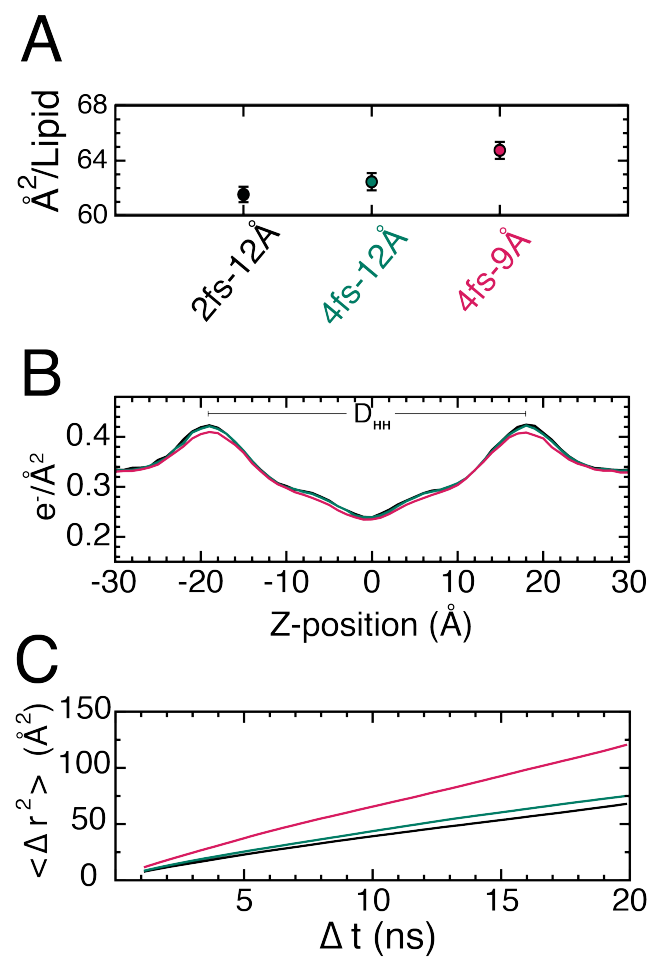 A
Å²/Lipid
68
64
60
2fs-12Å
4fs-12Å
4fs-9Å
B
e⁻/Å²
0.4
0.3
0.2
D_HH
-30 -20 -10 0 10 20 30
Z-position (Å)
C
<Δ r²> (Å²)
150
100
50
0
5 10 15 20
Δ t (ns)